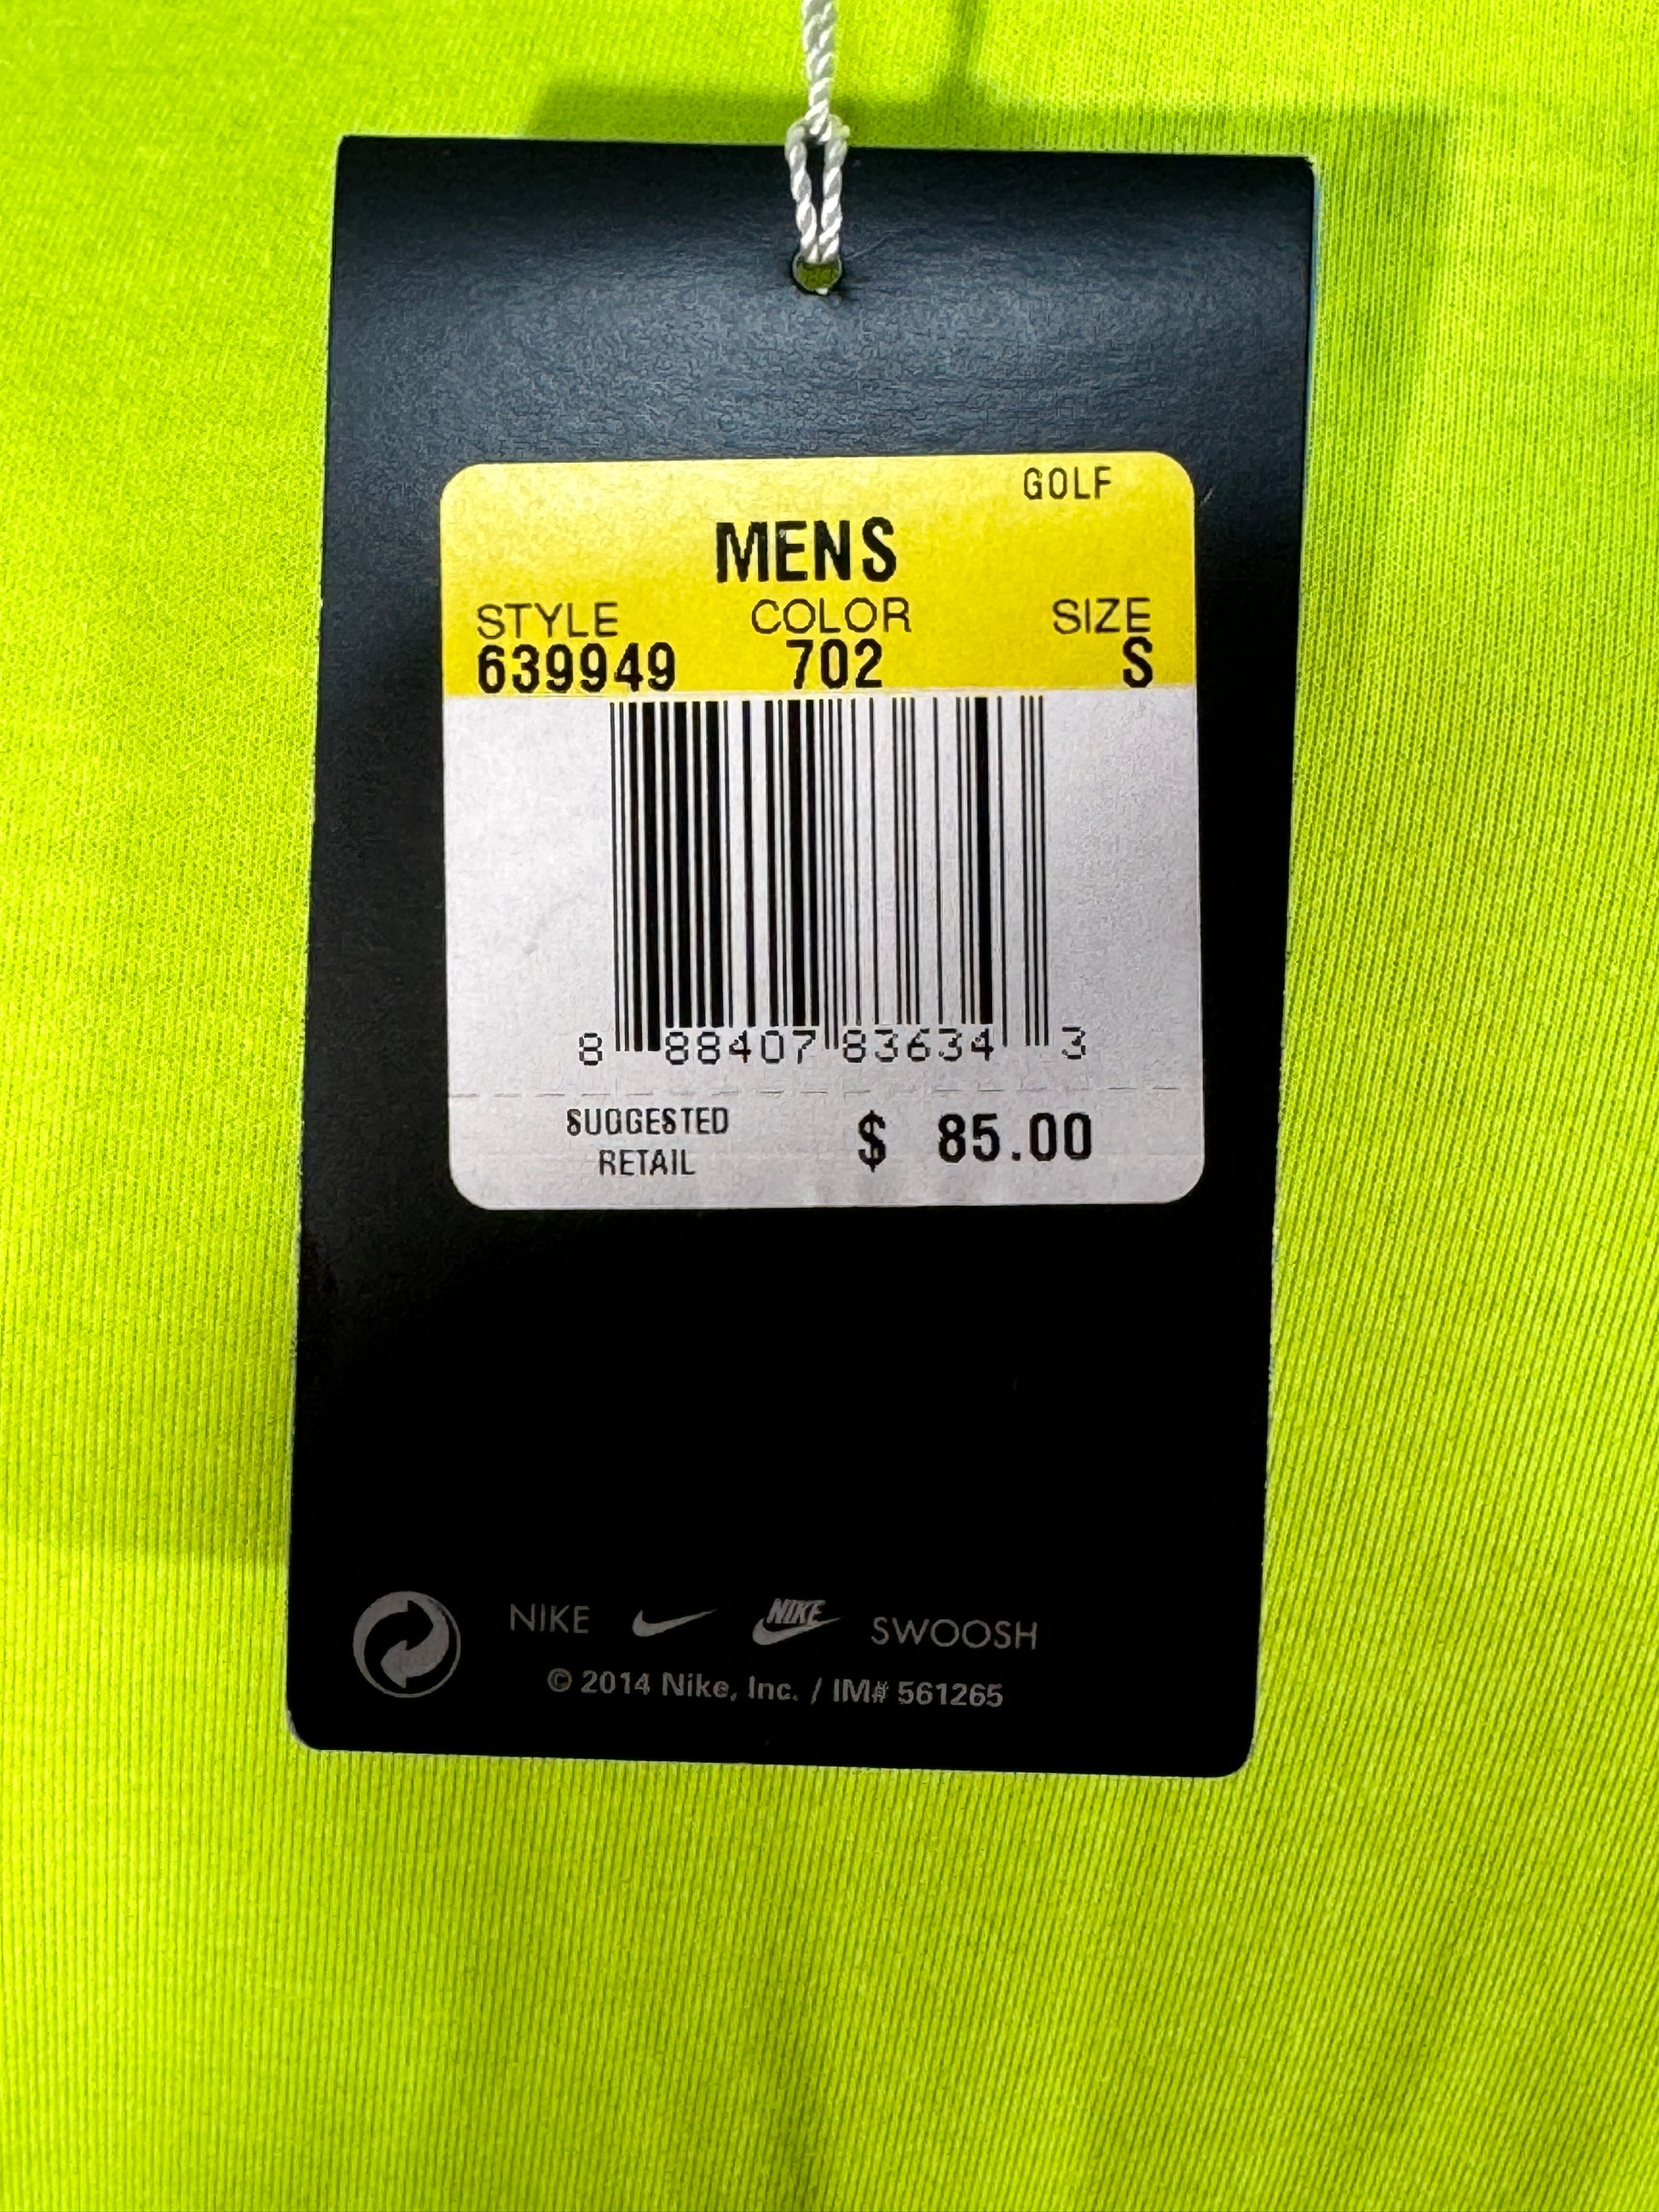 GOLF
MENS
STYLE COLOR SIZE
639949 702 S
8 88407 83634 3
SUGGESTED RETAIL $ 85.00
NIKE NIKE SWOOSH
© 2014 Nike, Inc. / IM# 561265